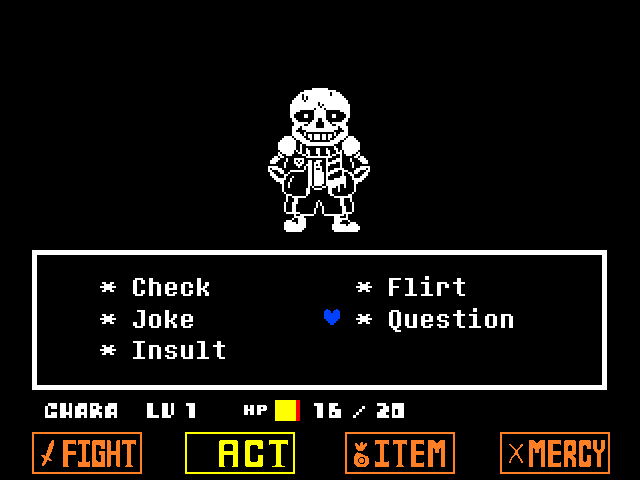 * Check * Flirt
* Joke * Question
* Insult
CHARA LV 1 HP 16 / 20
FIGHT ACT ITEM MERCY